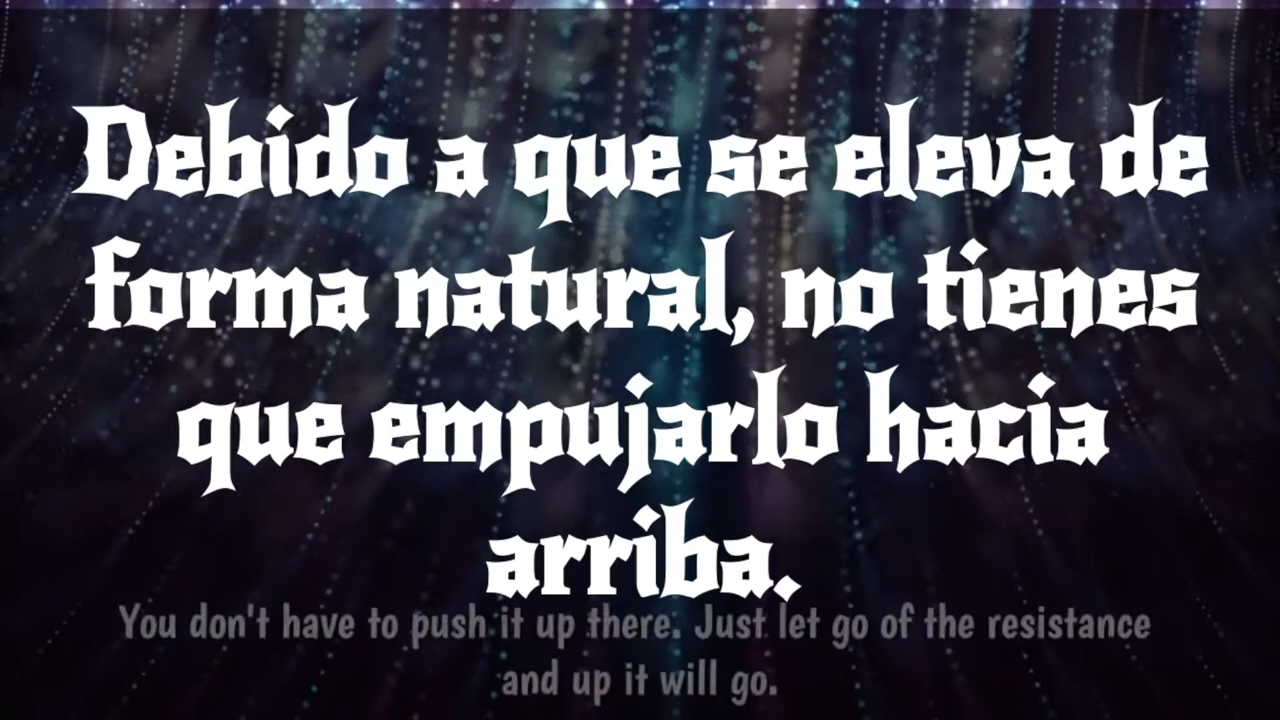 Debido a que se eleva de
forma natural, no tienes
que empujarlo hacia
arriba.
You don't have to push it up there. Just let go of the resistance
and up it will go.